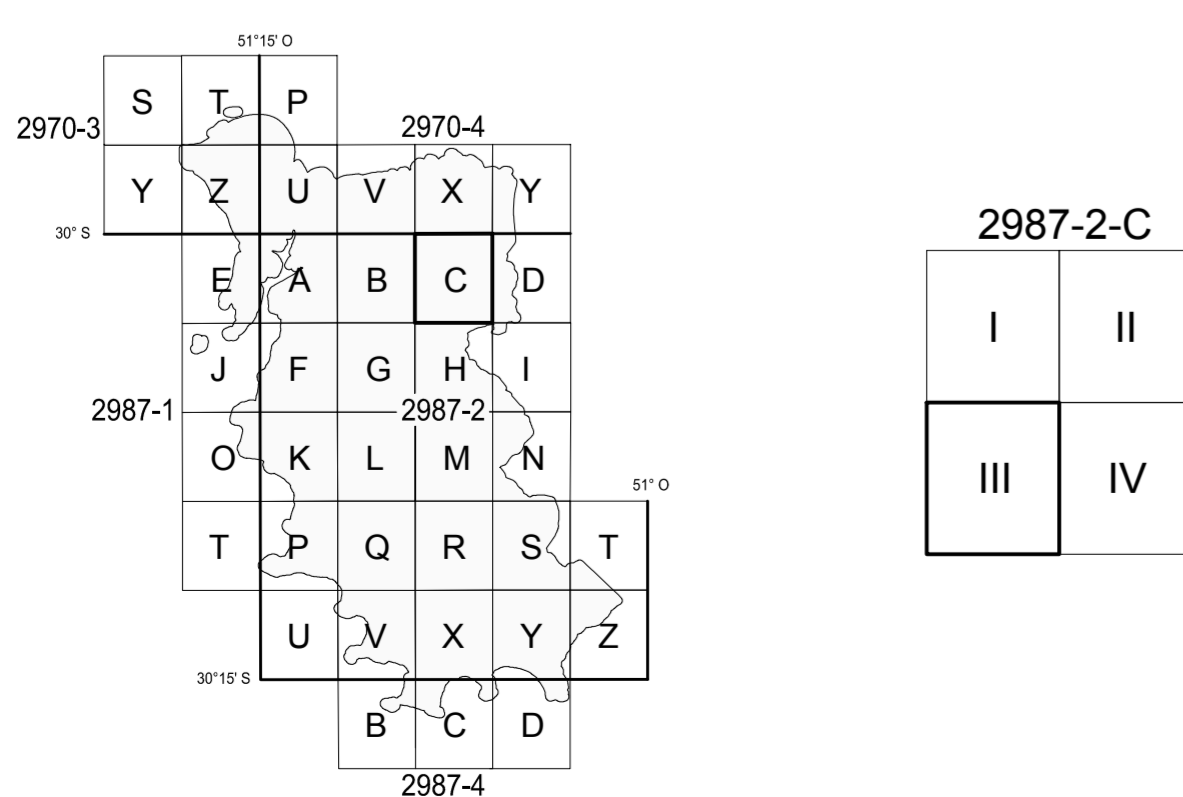 51°15' O
S T P
2970-3 2970-4
Y Z U V X Y
30° S
E A B C D
J F G H I
2987-1 2987-2
O K L M N
51° O
T P Q R S T
U V X Y Z
30°15' S
B C D
2987-4
2987-2-C
I II
III IV